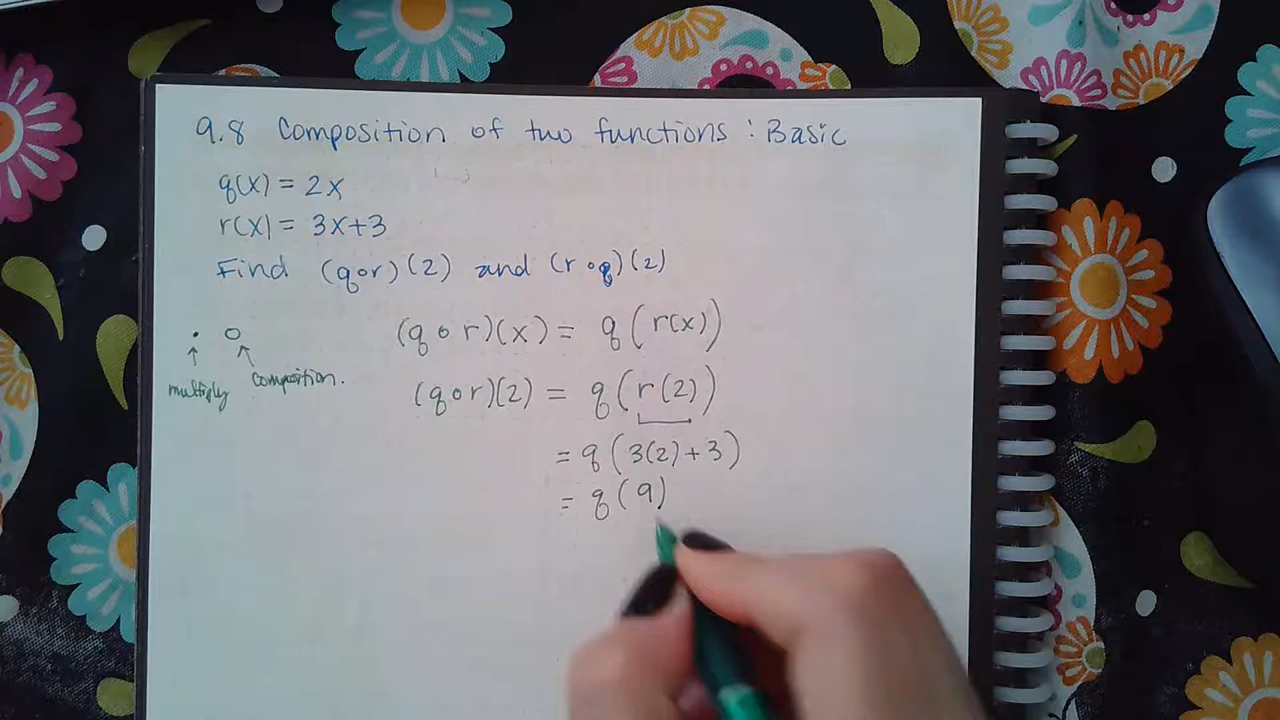 9.8 Composition of two functions : Basic
q(x) = 2x
r(x) = 3x+3
Find (q∘r)(2) and (r∘q)(2)
· ∘
multiply composition.
(q∘r)(x) = q(r(x))
(q∘r)(2) = q(r(2))
= q(3(2)+3)
= q(9)